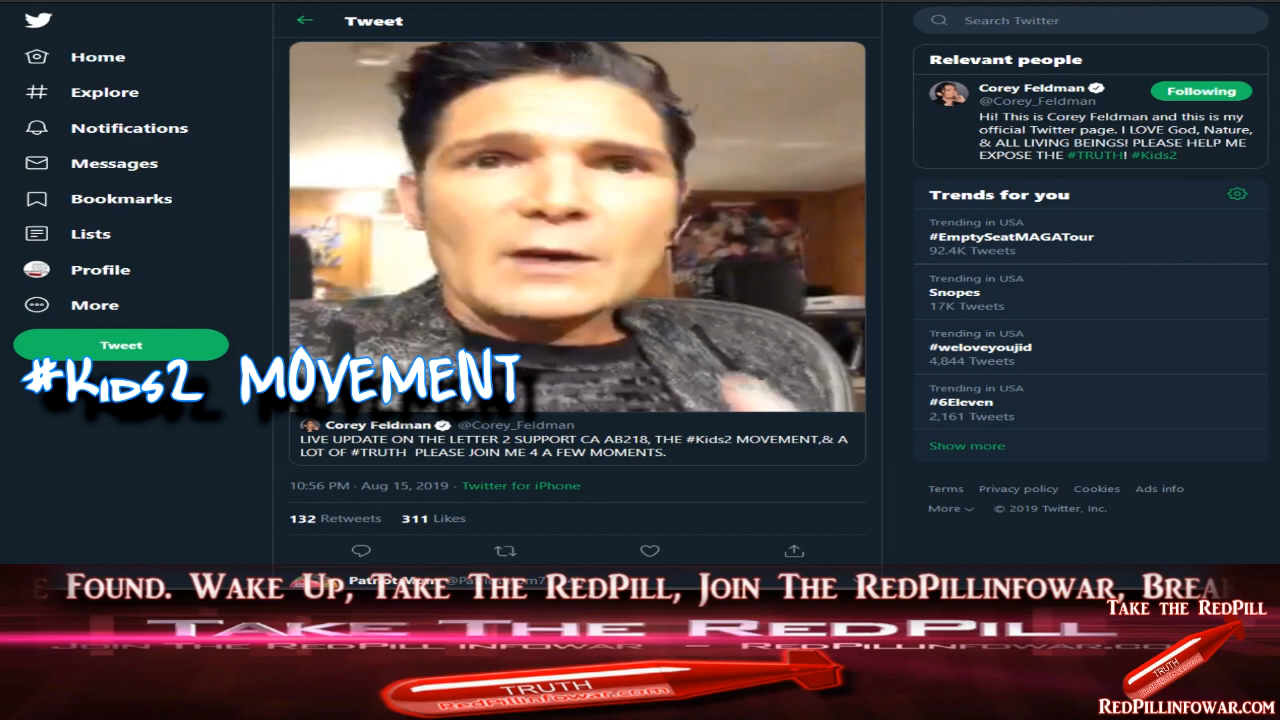 Tweet
Search Twitter
Home
Explore
Notifications
Messages
Bookmarks
Lists
Profile
More
Tweet
#Kids2 MOVEMENT
Corey Feldman @Corey_Feldman
LIVE UPDATE ON THE LETTER 2 SUPPORT CA AB218, THE #Kids2 MOVEMENT,& A
LOT OF #TRUTH PLEASE JOIN ME 4 A FEW MOMENTS.
10:56 PM · Aug 15, 2019 · Twitter for iPhone
132 Retweets 311 Likes
Relevant people
Corey Feldman
Following
@Corey_Feldman
Hi! This is Corey Feldman and this is my
official Twitter page. I LOVE God, Nature,
& ALL LIVING BEINGS! PLEASE HELP ME
EXPOSE THE #TRUTH! #Kids2
Trends for you
Trending in USA
#EmptySeatMAGATour
92.4K Tweets
Trending in USA
Snopes
17K Tweets
Trending in USA
#weloveyoujid
4,844 Tweets
Trending in USA
#6Eleven
2,161 Tweets
Show more
Terms Privacy policy Cookies Ads info
More © 2019 Twitter, Inc.
Patriot
Found. Wake Up, Take The RedPill, Join The RedPillinfowar, Brea
Take the RedPill
Take The RedPill
Join The RedPill Infowar –
TRUTH
RedPillinfowar.com
TRUTH
RedPillinfowar.com